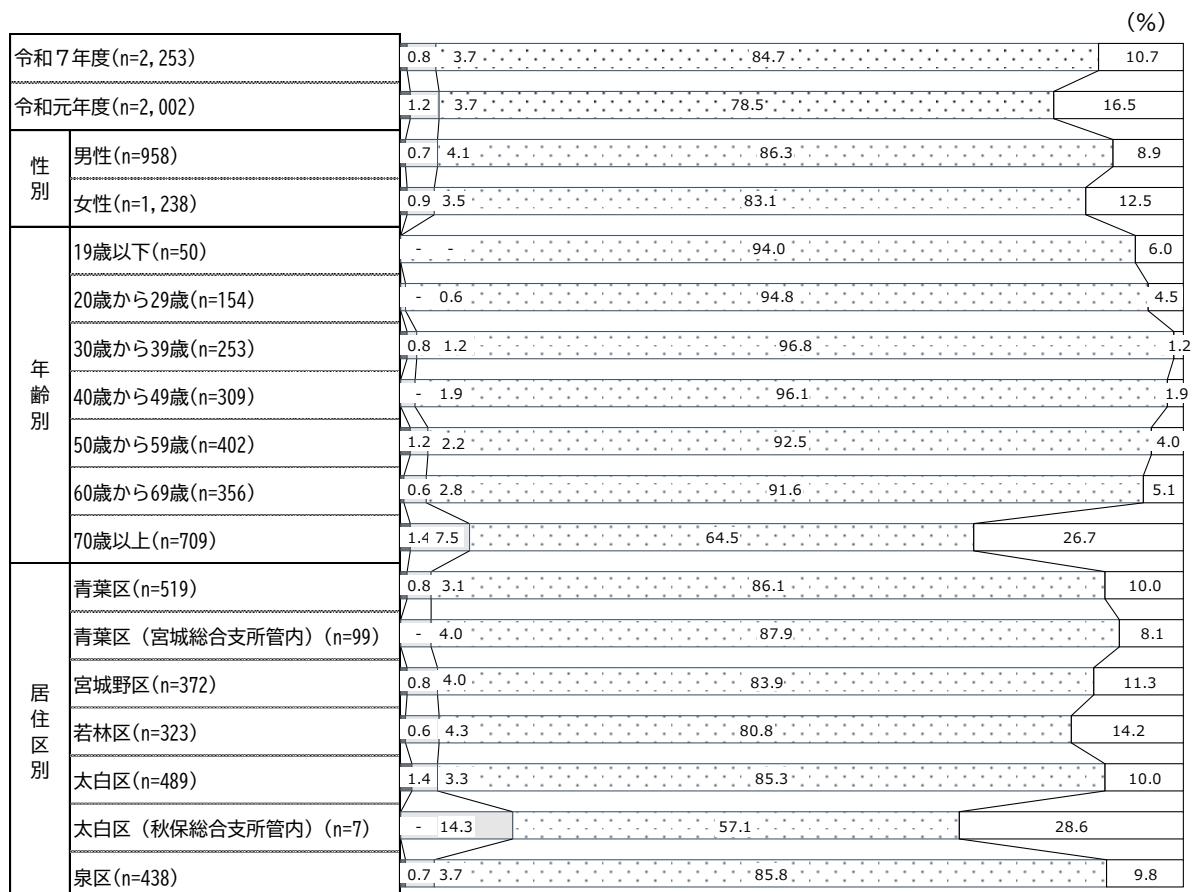 (%)
令和７年度(n=2,253) 0.8 3.7 84.7 10.7
令和元年度(n=2,002) 1.2 3.7 78.5 16.5
性別
男性(n=958) 0.7 4.1 86.3 8.9
女性(n=1,238) 0.9 3.5 83.1 12.5
年齢別
19歳以下(n=50) - - 94.0 6.0
20歳から29歳(n=154) - 0.6 94.8 4.5
30歳から39歳(n=253) 0.8 1.2 96.8 1.2
40歳から49歳(n=309) - 1.9 96.1 1.9
50歳から59歳(n=402) 1.2 2.2 92.5 4.0
60歳から69歳(n=356) 0.6 2.8 91.6 5.1
70歳以上(n=709) 1.4 7.5 64.5 26.7
居住区別
青葉区(n=519) 0.8 3.1 86.1 10.0
青葉区（宮城総合支所管内）(n=99) - 4.0 87.9 8.1
宮城野区(n=372) 0.8 4.0 83.9 11.3
若林区(n=323) 0.6 4.3 80.8 14.2
太白区(n=489) 1.4 3.3 85.3 10.0
太白区（秋保総合支所管内）(n=7) - 14.3 57.1 28.6
泉区(n=438) 0.7 3.7 85.8 9.8